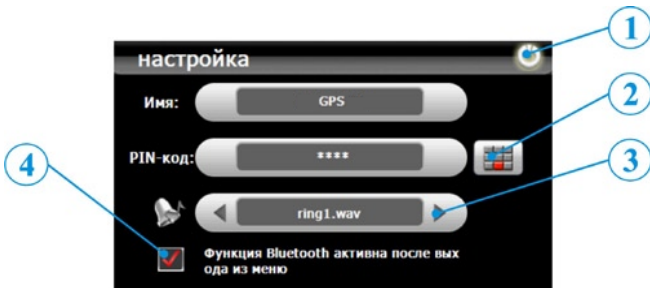 настройка
1
Имя:
GPS
2
PIN-код:
****
3
4
ring1.wav
Функция Bluetooth активна после вых
ода из меню